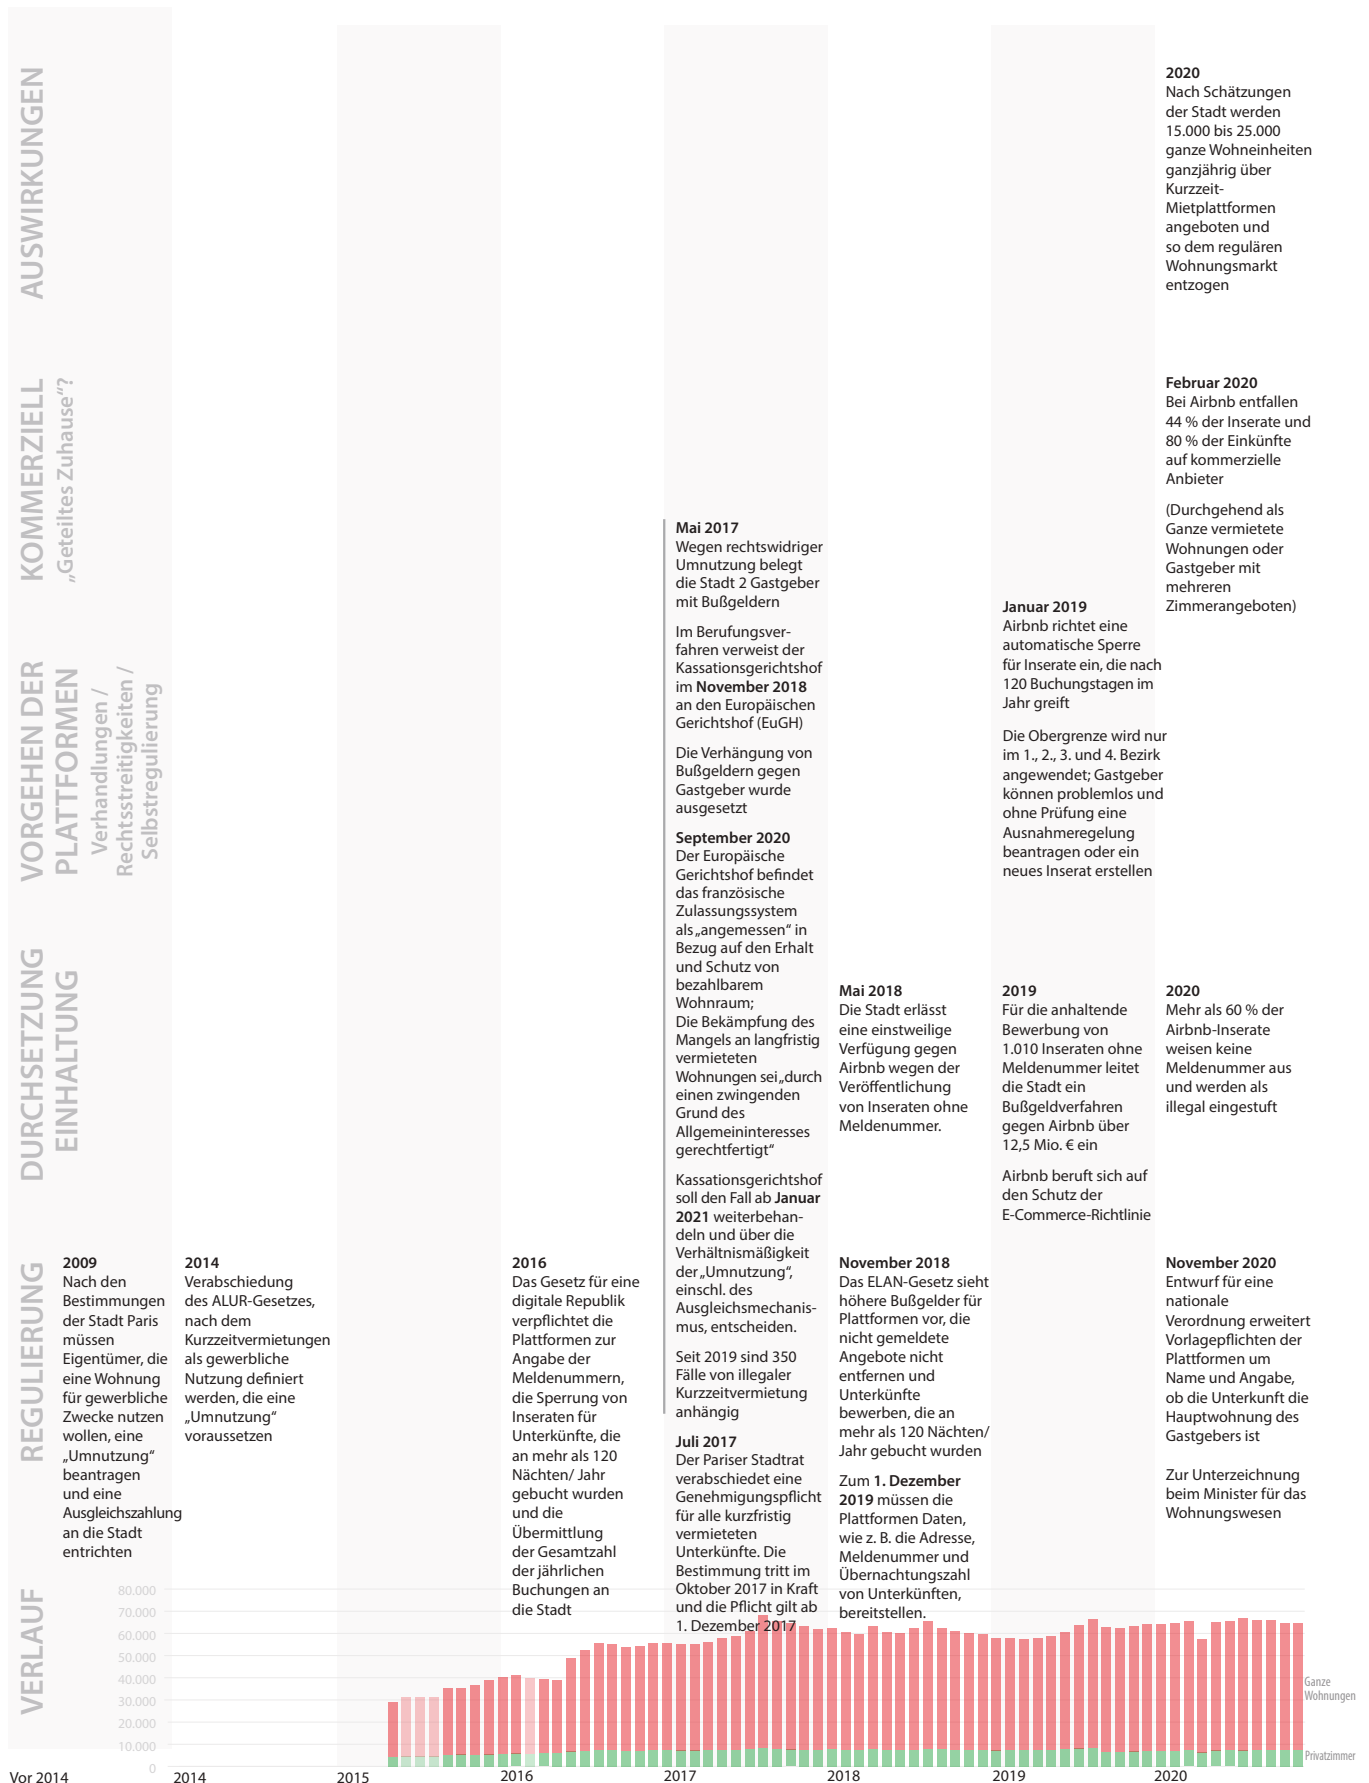 AUSWIRKUNGEN
2020
Nach Schätzungen
der Stadt werden
15.000 bis 25.000
ganze Wohneinheiten
ganzjährig über
Kurzzeit-
Mietplattformen
angeboten und
so dem regulären
Wohnungsmarkt
entzogen
KOMMERZIELL
„Geteiltes Zuhause“?
Februar 2020
Bei Airbnb entfallen
44 % der Inserate und
80 % der Einkünfte
auf kommerzielle
Anbieter
(Durchgehend als
Ganze vermietete
Wohnungen oder
Gastgeber mit
mehreren
Zimmerangeboten)
VORGEHEN DER
PLATTFORMEN
Verhandlungen /
Rechtsstreitigkeiten /
Selbstregulierung
Mai 2017
Wegen rechtswidriger
Umnutzung belegt
die Stadt 2 Gastgeber
mit Bußgeldern
Im Berufungsver-
fahren verweist der
Kassationsgerichtshof
im November 2018
an den Europäischen
Gerichtshof (EuGH)
Die Verhängung von
Bußgeldern gegen
Gastgeber wurde
ausgesetzt
September 2020
Der Europäische
Gerichtshof befindet
das französische
Zulassungssystem
als „angemessen“ in
Bezug auf den Erhalt
und Schutz von
bezahlbarem
Wohnraum;
Die Bekämpfung des
Mangels an langfristig
vermieteten
Wohnungen sei „durch
einen zwingenden
Grund des
Allgemeininteresses
gerechtfertigt“
Kassationsgerichtshof
soll den Fall ab Januar
2021 weiterbehan-
deln und über die
Verhältnismäßigkeit
der „Umnutzung“,
einschl. des
Ausgleichsmechanis-
mus, entscheiden.
Seit 2019 sind 350
Fälle von illegaler
Kurzzeitvermietung
anhängig
Januar 2019
Airbnb richtet eine
automatische Sperre
für Inserate ein, die nach
120 Buchungstagen im
Jahr greift
Die Obergrenze wird nur
im 1., 2., 3. und 4. Bezirk
angewendet; Gastgeber
können problemlos und
ohne Prüfung eine
Ausnahmeregelung
beantragen oder ein
neues Inserat erstellen
DURCHSETZUNG
EINHALTUNG
Mai 2018
Die Stadt erlässt
eine einstweilige
Verfügung gegen
Airbnb wegen der
Veröffentlichung
von Inseraten ohne
Meldenummer.
2019
Für die anhaltende
Bewerbung von
1.010 Inseraten ohne
Meldenummer leitet
die Stadt ein
Bußgeldverfahren
gegen Airbnb über
12,5 Mio. € ein
Airbnb beruft sich auf
den Schutz der
E-Commerce-Richtlinie
2020
Mehr als 60 % der
Airbnb-Inserate
weisen keine
Meldenummer aus
und werden als
illegal eingestuft
REGULIERUNG
2009
Nach den
Bestimmungen
der Stadt Paris
müssen
Eigentümer, die
eine Wohnung
für gewerbliche
Zwecke nutzen
wollen, eine
„Umnutzung“
beantragen
und eine
Ausgleichszahlung
an die Stadt
entrichten
2014
Verabschiedung
des ALUR-Gesetzes,
nach dem
Kurzzeitvermietungen
als gewerbliche
Nutzung definiert
werden, die eine
„Umnutzung“
voraussetzen
2016
Das Gesetz für eine
digitale Republik
verpflichtet die
Plattformen zur
Angabe der
Meldenummern,
die Sperrung von
Inseraten für
Unterkünfte, die
an mehr als 120
Nächten/ Jahr
gebucht wurden
und die
Übermittlung
der Gesamtzahl
der jährlichen
Buchungen an
die Stadt
Juli 2017
Der Pariser Stadtrat
verabschiedet eine
Genehmigungspflicht
für alle kurzfristig
vermieteten
Unterkünfte. Die
Bestimmung tritt im
Oktober 2017 in Kraft
und die Pflicht gilt ab
1. Dezember 2017
November 2018
Das ELAN-Gesetz sieht
höhere Bußgelder für
Plattformen vor, die
nicht gemeldete
Angebote nicht
entfernen und
Unterkünfte
bewerben, die an
mehr als 120 Nächten/
Jahr gebucht wurden
Zum 1. Dezember
2019 müssen die
Plattformen Daten,
wie z. B. die Adresse,
Meldenummer und
Übernachtungszahl
von Unterkünften,
bereitstellen.
November 2020
Entwurf für eine
nationale
Verordnung erweitert
Vorlagepflichten der
Plattformen um
Name und Angabe,
ob die Unterkunft die
Hauptwohnung des
Gastgebers ist
Zur Unterzeichnung
beim Minister für das
Wohnungswesen
VERLAUF
80.000
70.000
60.000
50.000
40.000
30.000
20.000
10.000
0
Ganze
Wohnungen
Privatzimmer
Vor 2014
2014
2015
2016
2017
2018
2019
2020